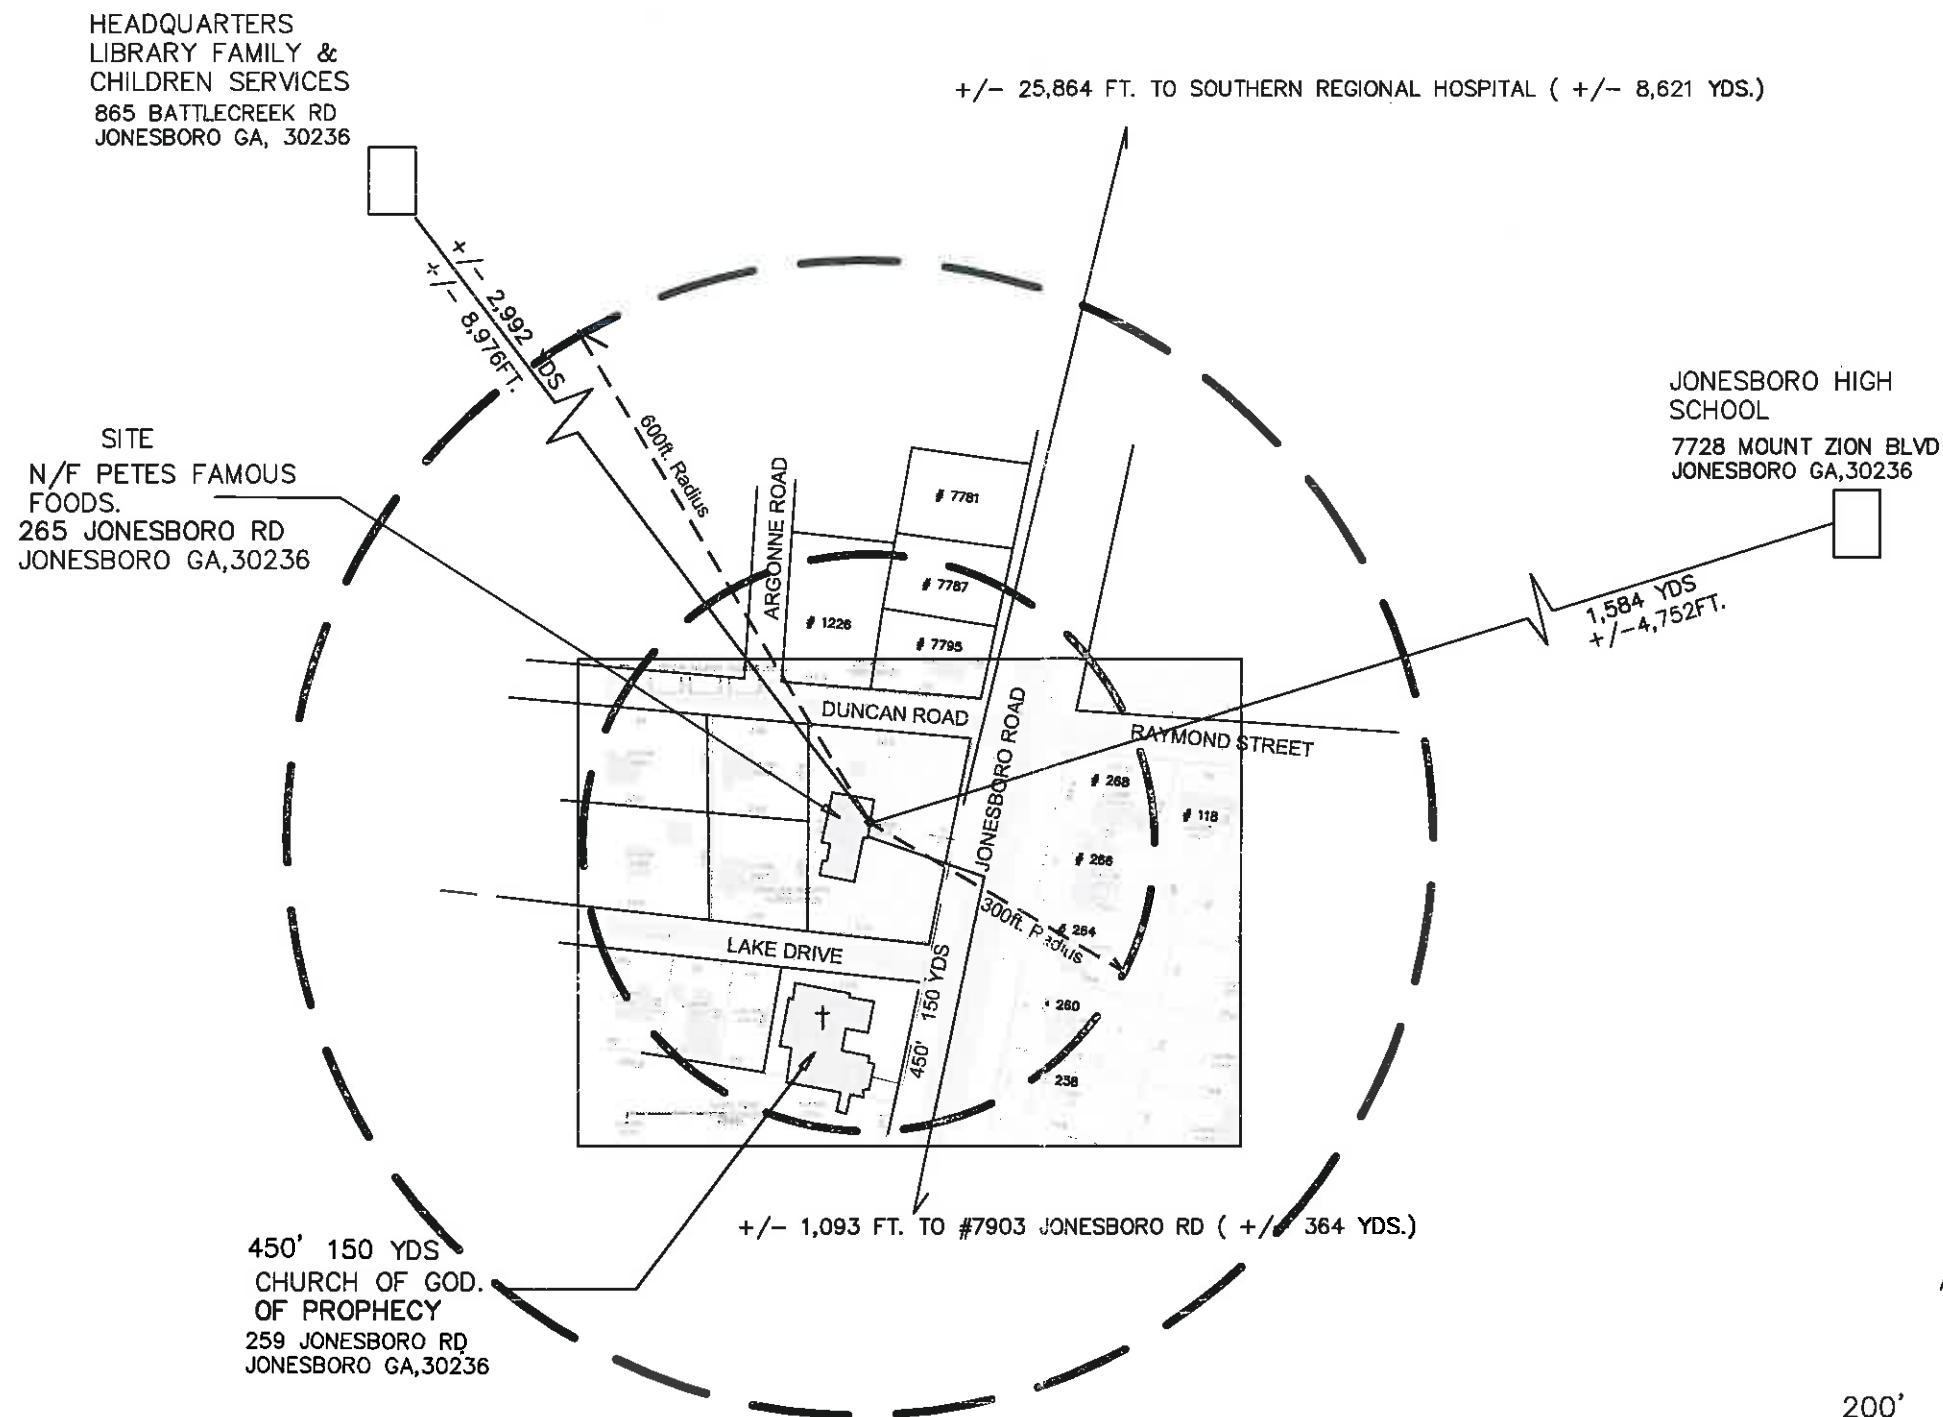 HEADQUARTERS
LIBRARY FAMILY &
CHILDREN SERVICES
865 BATTLECREEK RD
JONESBORO GA, 30236
+/- 25,864 FT. TO SOUTHERN REGIONAL HOSPITAL ( +/- 8,621 YDS.)
+/- 2,992 YDS
+/- 8,976FT.
600ft. Radius
JONESBORO HIGH
SCHOOL
7728 MOUNT ZION BLVD
JONESBORO GA,30236
1,584 YDS
+/-4,752FT.
SITE
N/F PETES FAMOUS
FOODS.
265 JONESBORO RD
JONESBORO GA,30236
ARGONNE ROAD
# 7781
# 7787
# 1226
# 7795
DUNCAN ROAD
JONESBORO ROAD
RAYMOND STREET
# 268
# 118
# 266
# 264
300ft. Radius
LAKE DRIVE
450' 150 YDS
260
238
+/- 1,093 FT. TO #7903 JONESBORO RD ( +/- 364 YDS.)
450' 150 YDS
CHURCH OF GOD.
OF PROPHECY
259 JONESBORO RD
JONESBORO GA,30236
200'